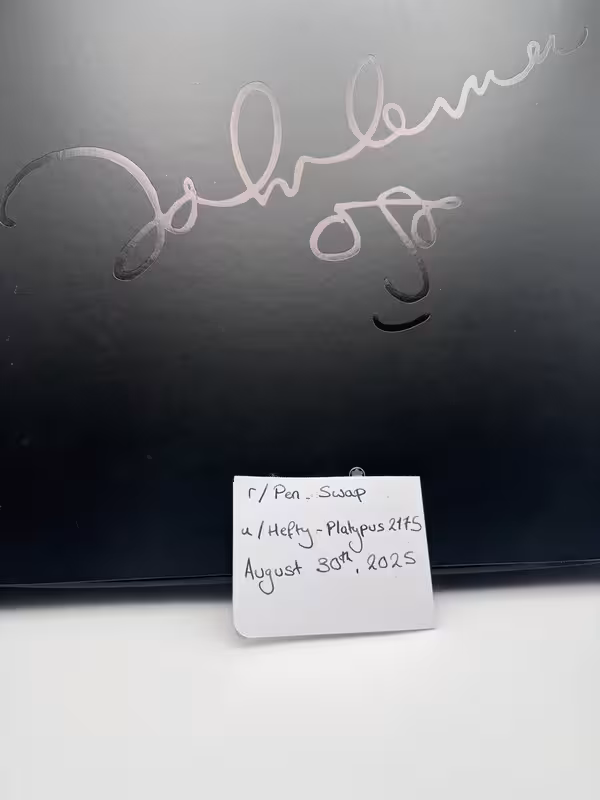 John Lennon
r/Pen_Swap
u/Hefty-Platypus2175
August 30th, 2025